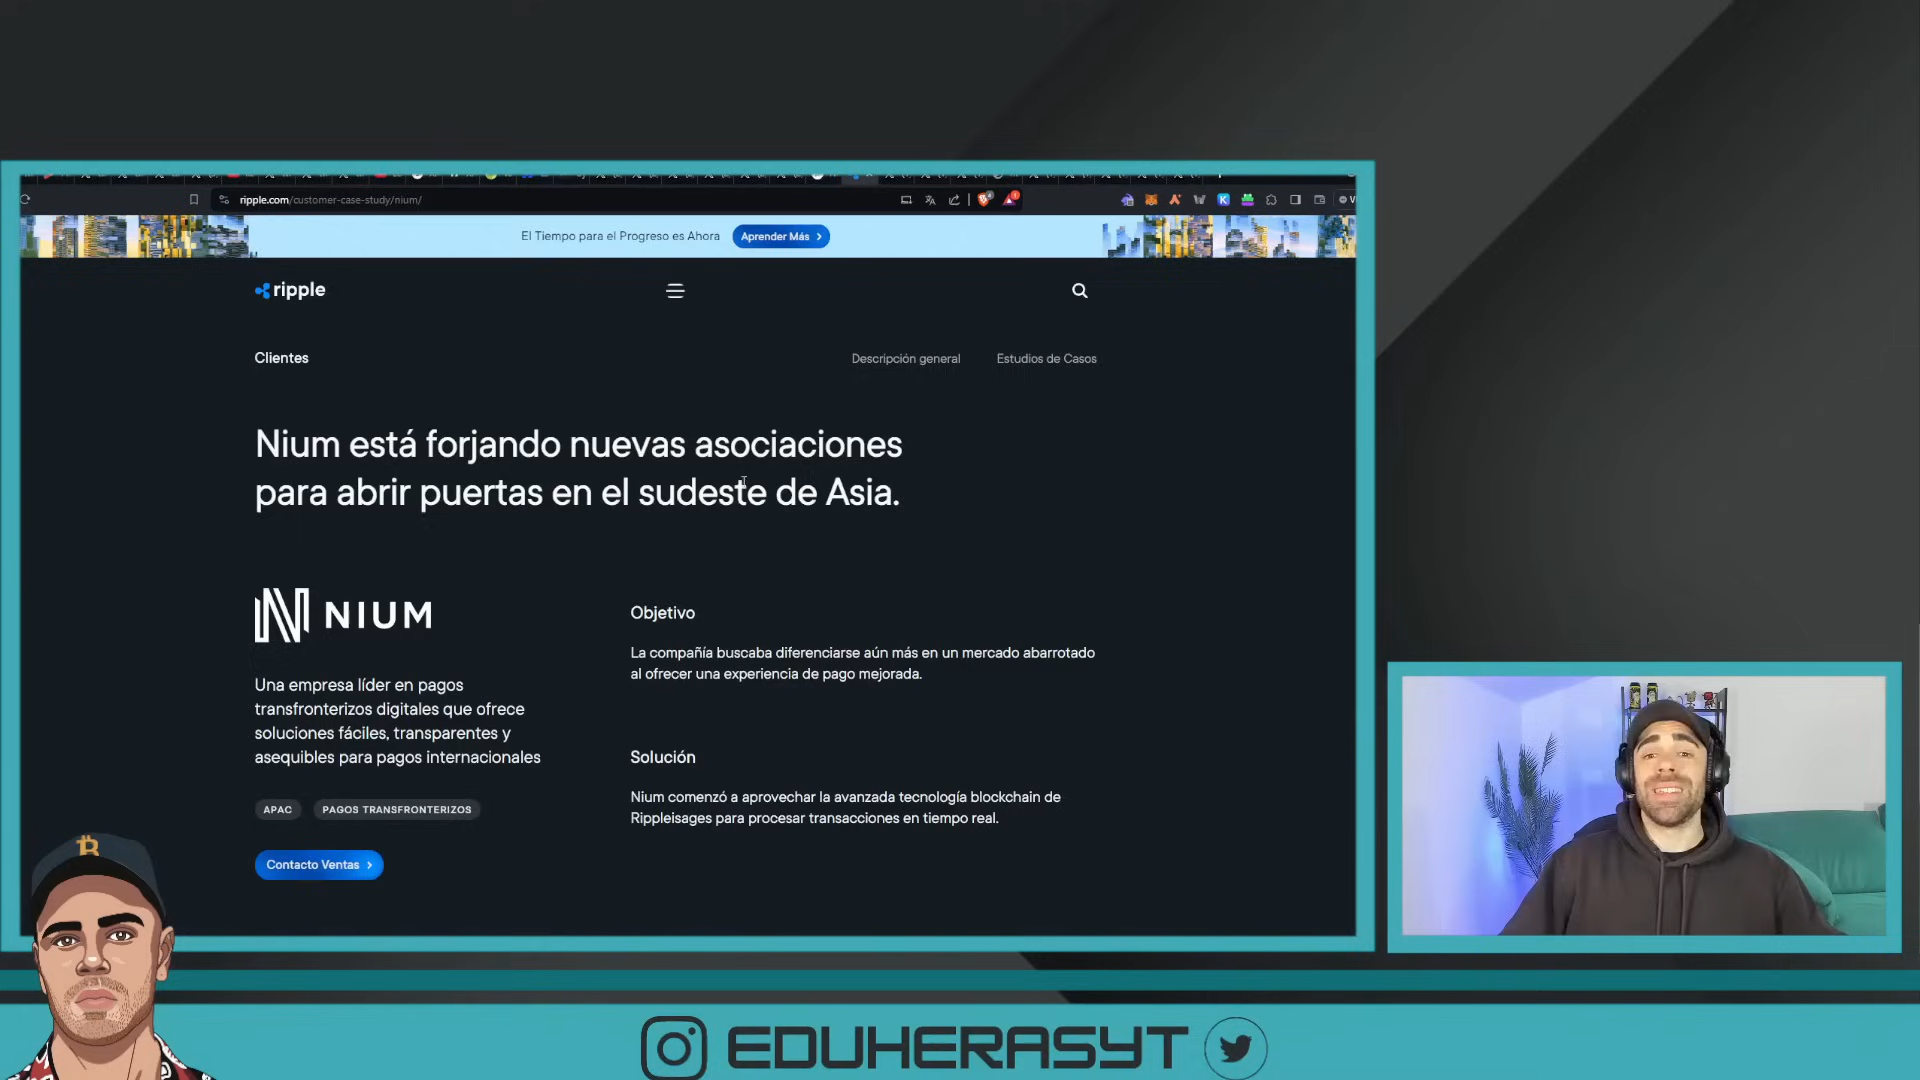 ripple.com/customer-case-study/nium/
El Tiempo para el Progreso es Ahora
Aprender Más
ripple
Clientes
Descripción general
Estudios de Casos
Nium está forjando nuevas asociaciones
para abrir puertas en el sudeste de Asia.
NIUM
Una empresa líder en pagos
transfronterizos digitales que ofrece
soluciones fáciles, transparentes y
asequibles para pagos internacionales
APAC
PAGOS TRANSFRONTERIZOS
Contacto Ventas
Objetivo
La compañía buscaba diferenciarse aún más en un mercado abarrotado
al ofrecer una experiencia de pago mejorada.
Solución
Nium comenzó a aprovechar la avanzada tecnología blockchain de
Rippleisages para procesar transacciones en tiempo real.
EDUHERASYT